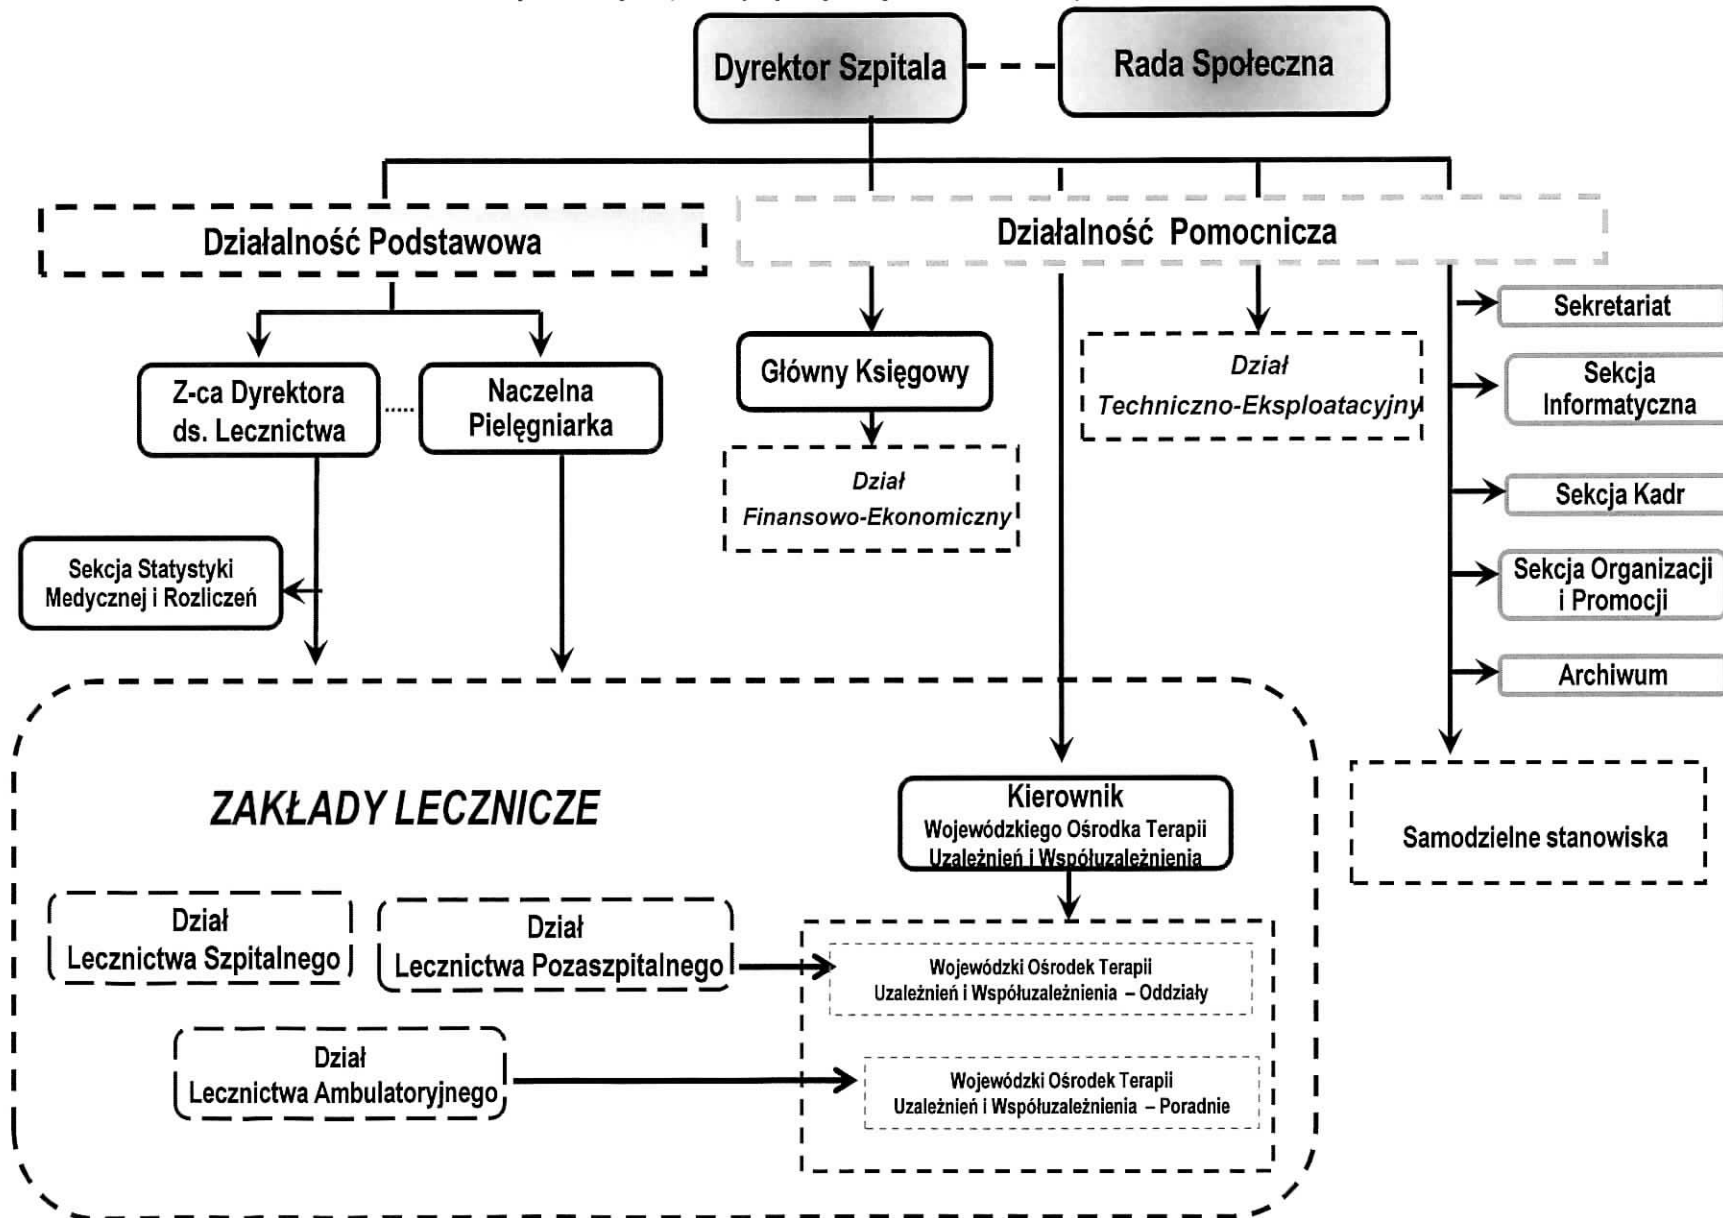 Dyrektor Szpitala
Rada Społeczna
Działalność Podstawowa
Działalność Pomocnicza
Z-ca Dyrektora
ds. Lecznictwa
.....
Naczelna
Pielęgniarka
Główny Księgowy
Dział
Techniczno-Eksploatacyjny
Sekretariat
Sekcja
Informatyczna
Sekcja Kadr
Sekcja Organizacji
i Promocji
Archiwum
Dział
Finansowo-Ekonomiczny
Sekcja Statystyki
Medycznej i Rozliczeń
ZAKŁADY LECZNICZE
Kierownik
Wojewódzkiego Ośrodka Terapii
Uzależnień i Współuzależnienia
Samodzielne stanowiska
Dział
Lecznictwa Szpitalnego
Dział
Lecznictwa Pozaszpitalnego
Wojewódzki Ośrodek Terapii
Uzależnień i Współuzależnienia – Oddziały
Dział
Lecznictwa Ambulatoryjnego
Wojewódzki Ośrodek Terapii
Uzależnień i Współuzależnienia – Poradnie